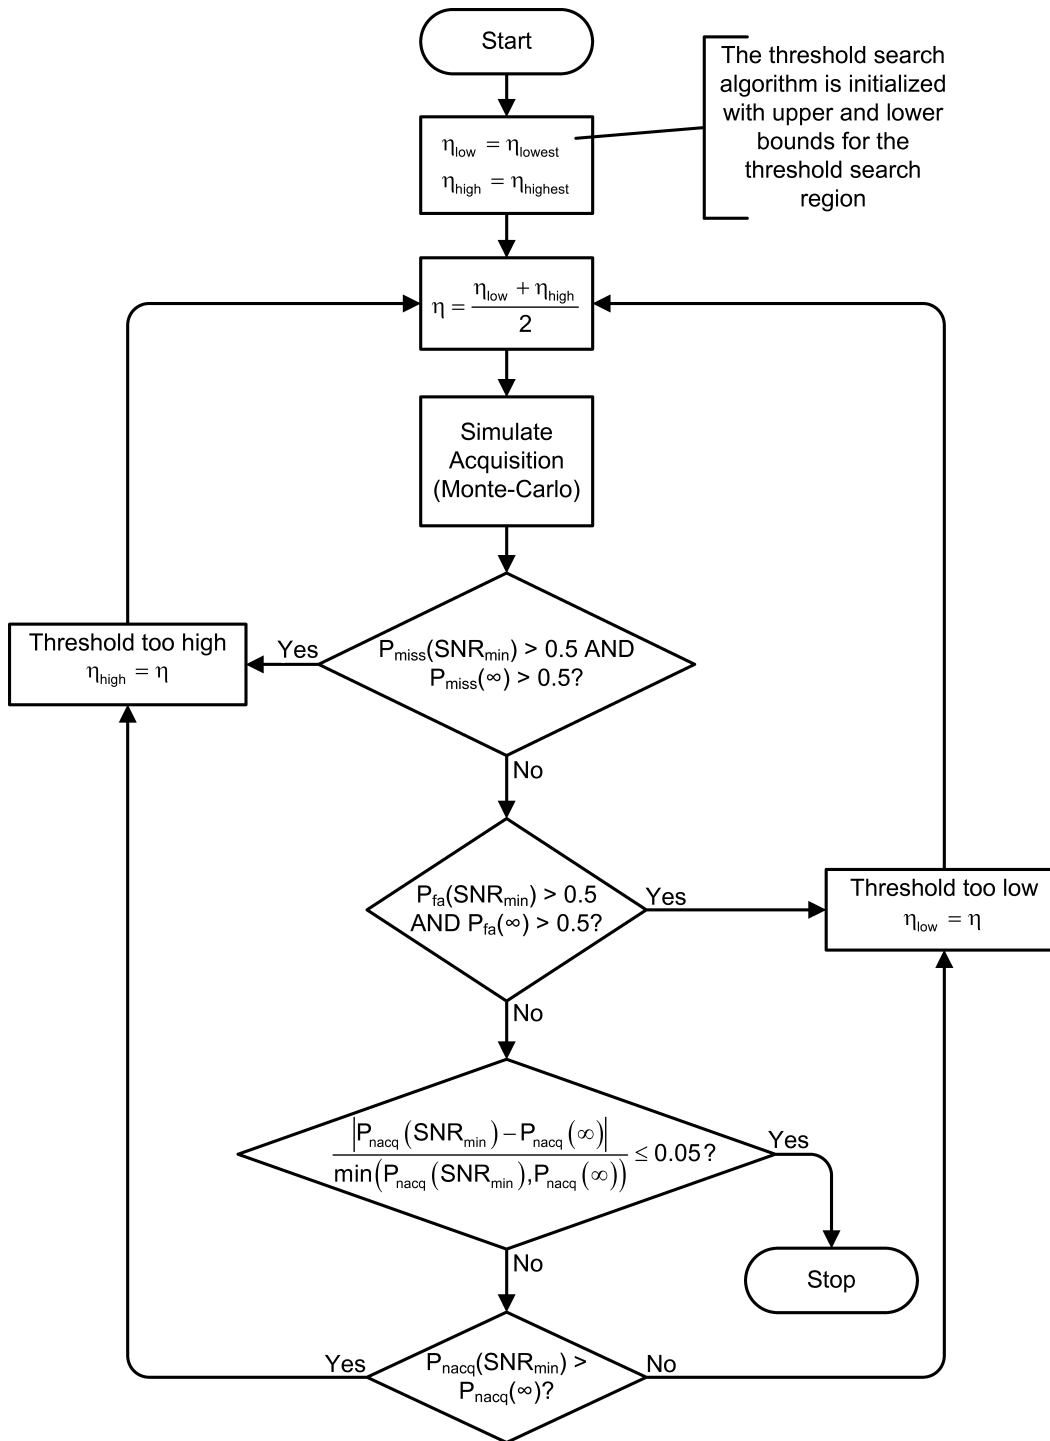 Start
The threshold search
algorithm is initialized
with upper and lower
bounds for the
threshold search
region
η_low = η_lowest
η_high = η_highest
η = (η_low + η_high) / 2
Simulate
Acquisition
(Monte-Carlo)
P_miss(SNR_min) > 0.5 AND
P_miss(∞) > 0.5?
Yes
Threshold too high
η_high = η
No
P_fa(SNR_min) > 0.5
AND P_fa(∞) > 0.5?
Yes
Threshold too low
η_low = η
No
|P_nacq(SNR_min) − P_nacq(∞)| / min(P_nacq(SNR_min),P_nacq(∞)) ≤ 0.05?
Yes
Stop
No
P_nacq(SNR_min) >
P_nacq(∞)?
Yes
No